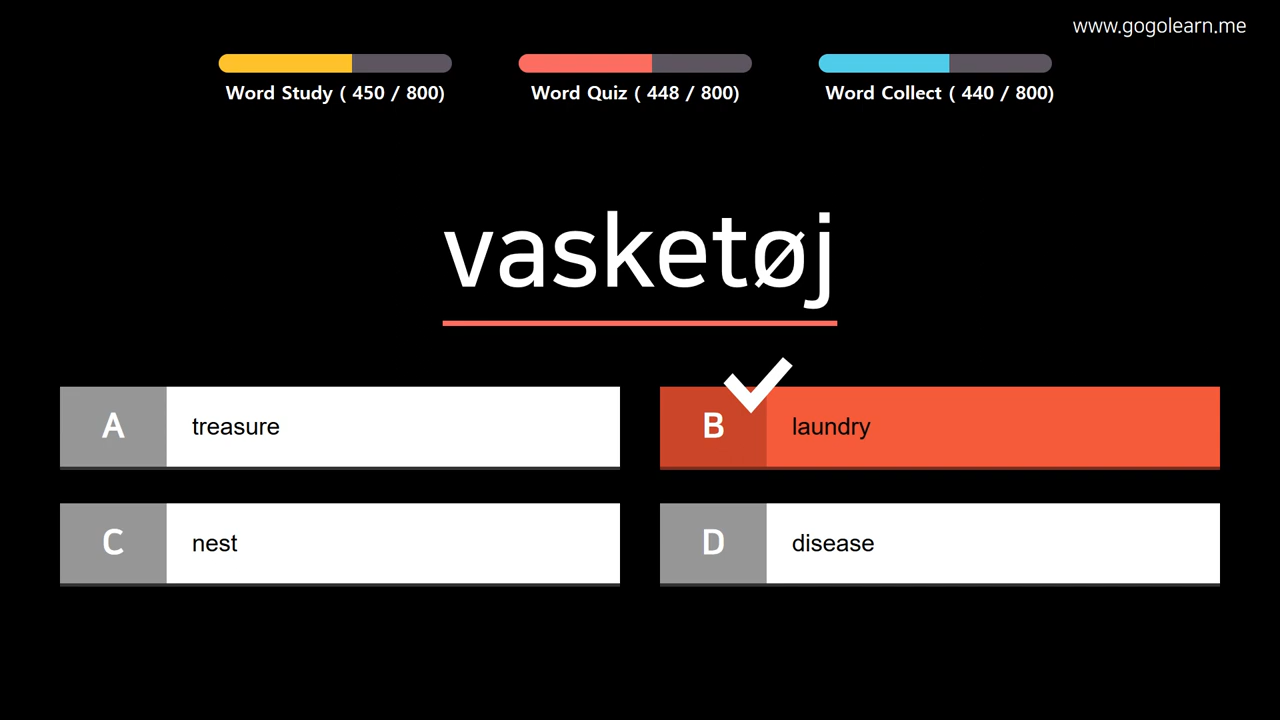 www.gogolearn.me
Word Study ( 450 / 800)
Word Quiz ( 448 / 800)
Word Collect ( 440 / 800)
vasketøj
A treasure
B laundry
C nest
D disease